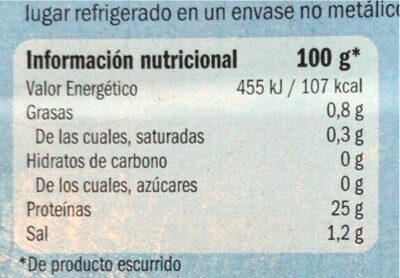 lugar refrigerado en un envase no metálico
Información nutricional 100 g*
Valor Energético 455 kJ / 107 kcal
Grasas 0,8 g
De las cuales, saturadas 0,3 g
Hidratos de carbono 0 g
De los cuales, azúcares 0 g
Proteínas 25 g
Sal 1,2 g
*De producto escurrido